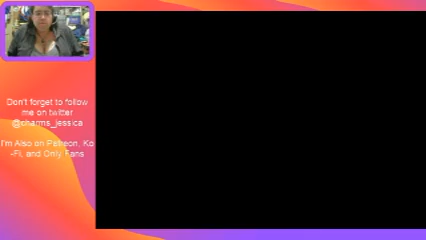 Don't forget to follow
me on twitter
@charms_jessica
I'm Also on Patreon, Ko
-Fi, and Only Fans